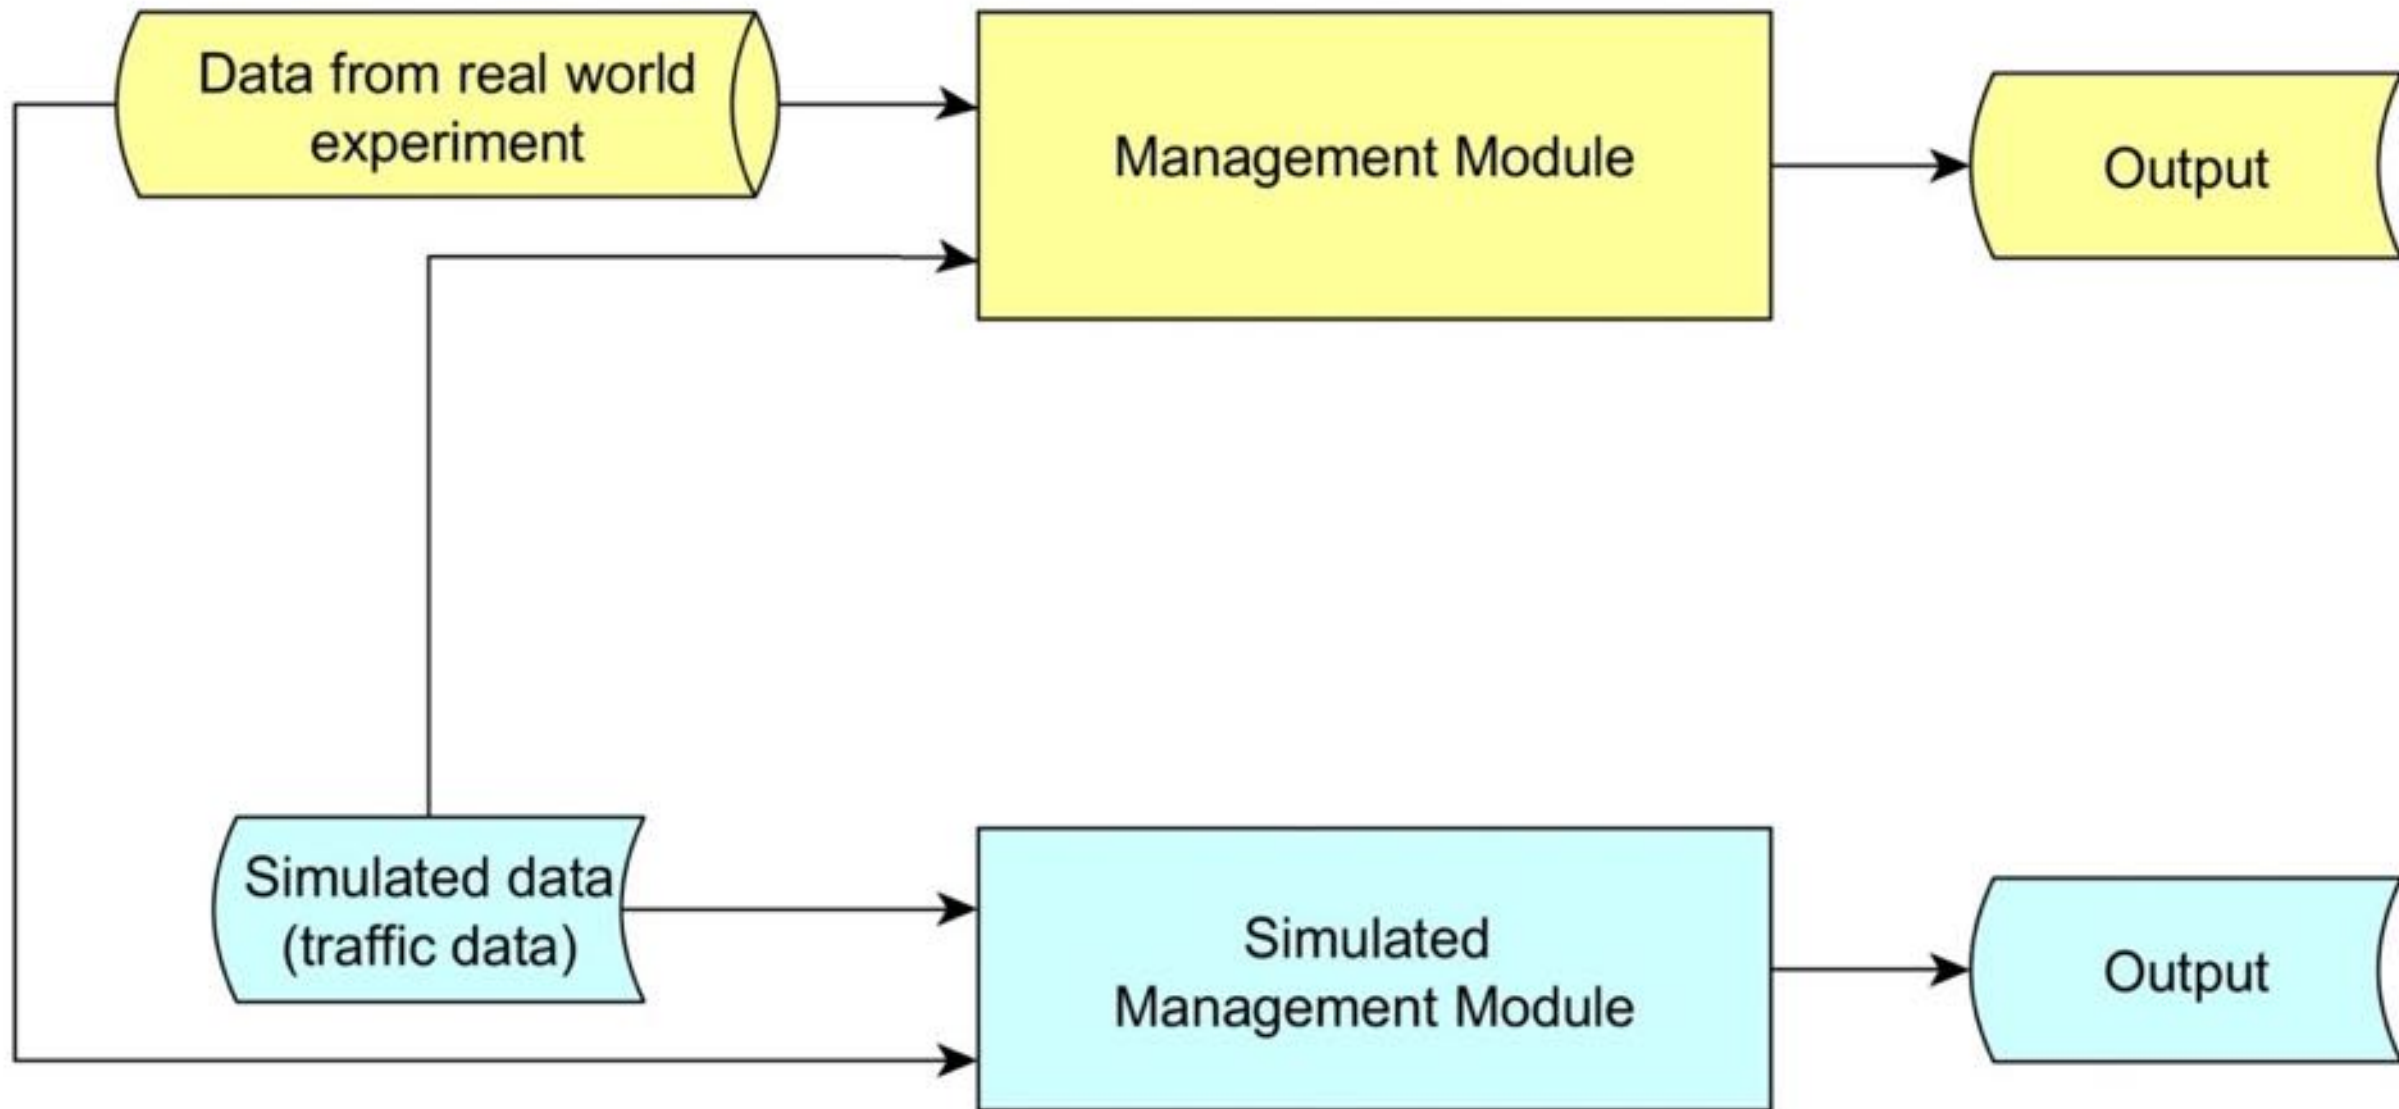 Data from real world
experiment
Management Module
Output
Simulated data
(traffic data)
Simulated
Management Module
Output